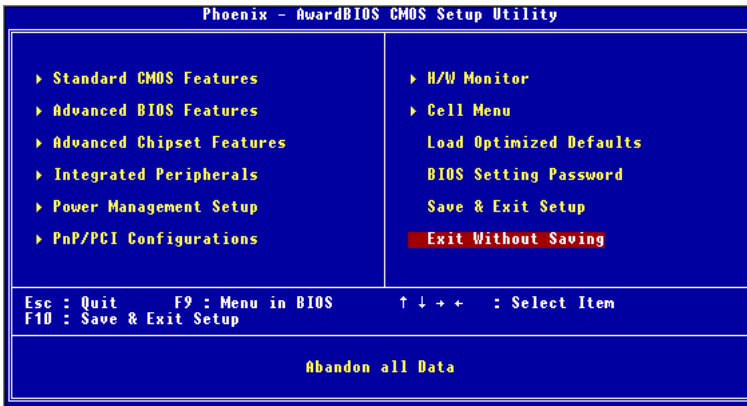 Phoenix - AwardBIOS CMOS Setup Utility
Standard CMOS Features
Advanced BIOS Features
Advanced Chipset Features
Integrated Peripherals
Power Management Setup
PnP/PCI Configurations
H/W Monitor
Cell Menu
Load Optimized Defaults
BIOS Setting Password
Save & Exit Setup
Exit Without Saving
Esc : Quit F9 : Menu in BIOS ↑ ↓ → ← : Select Item
F10 : Save & Exit Setup
Abandon all Data